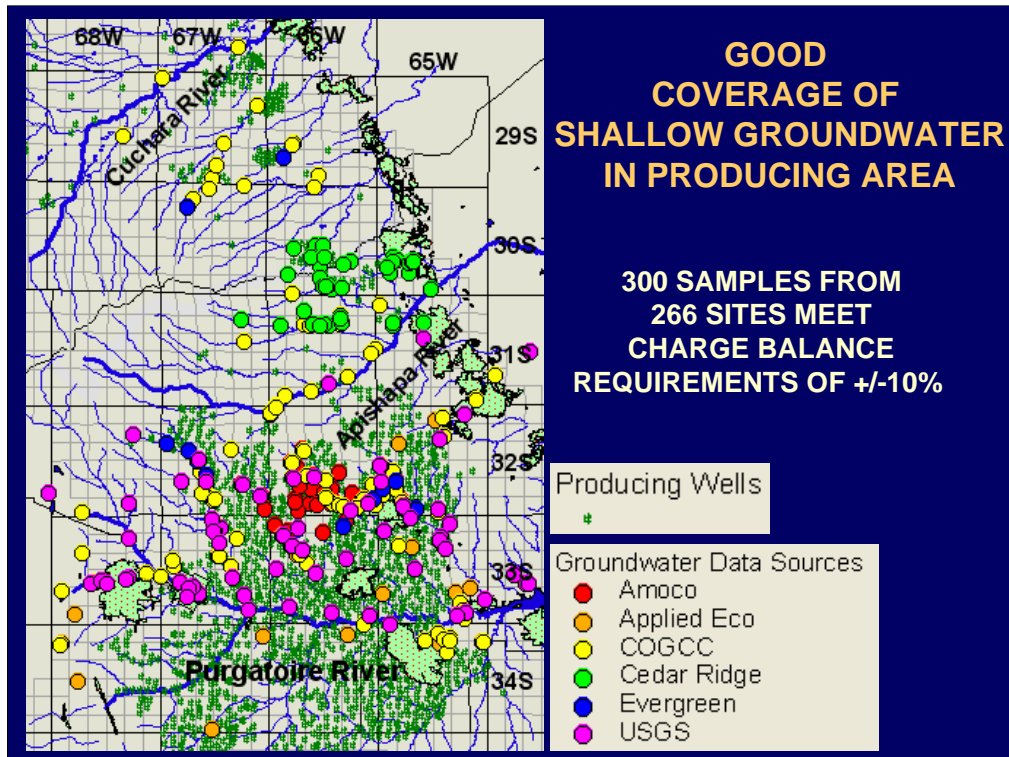 68W 67W 66W
65W
Cuchara River
29S
30S
31S
Apishapa River
32S
33S
Purgatoire River
34S
GOOD
COVERAGE OF
SHALLOW GROUNDWATER
IN PRODUCING AREA
300 SAMPLES FROM
266 SITES MEET
CHARGE BALANCE
REQUIREMENTS OF +/-10%
Producing Wells
Groundwater Data Sources
Amoco
Applied Eco
COGCC
Cedar Ridge
Evergreen
USGS